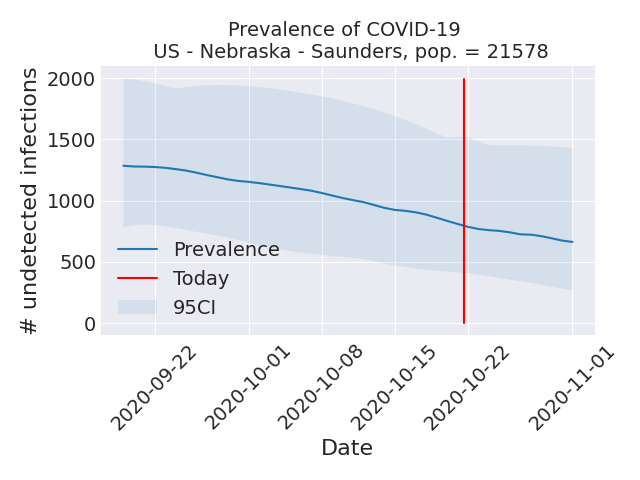 Prevalence of COVID-19
US - Nebraska - Saunders, pop. = 21578
# undetected infections
2000
1500
1000
500
0
Prevalence
Today
95CI
2020-09-22
2020-10-01
2020-10-08
2020-10-15
2020-10-22
2020-11-01
Date